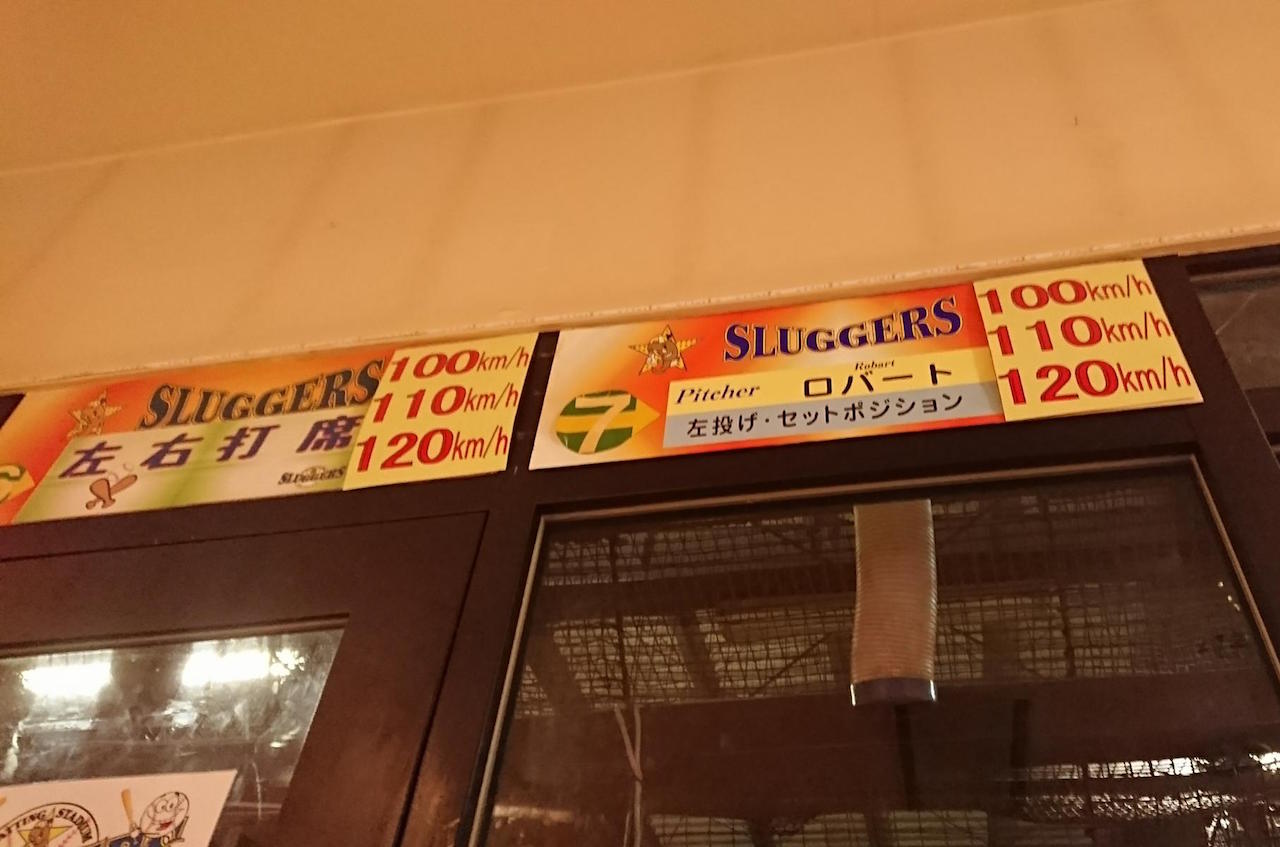 SLUGGERS
左右打席
SLUGGERS
100km/h
110km/h
120km/h
7
SLUGGERS
Pitcher
Robart
ロバート
左投げ・セットポジション
100km/h
110km/h
120km/h
STADIUM